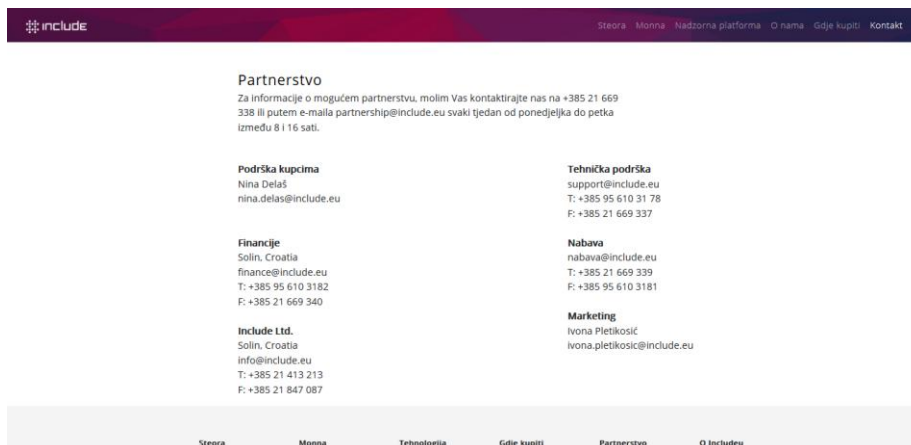 include
Steora Monna Nadzorna platforma O nama Gdje kupiti Kontakt
Partnerstvo
Za informacije o mogućem partnerstvu, molim Vas kontaktirajte nas na +385 21 669
338 ili putem e-maila partnership@include.eu svaki tjedan od ponedjeljka do petka
između 8 i 16 sati.
Podrška kupcima
Nina Delaš
nina.delas@include.eu
Tehnička podrška
support@include.eu
T: +385 95 610 31 78
F: +385 21 669 337
Financije
Solin, Croatia
finance@include.eu
T: +385 95 610 3182
F: +385 21 669 340
Nabava
nabava@include.eu
T: +385 21 669 339
F: +385 95 610 3181
Include Ltd.
Solin, Croatia
info@include.eu
T: +385 21 413 213
F: +385 21 847 087
Marketing
Ivona Pletikosić
ivona.pletikosic@include.eu
Steora Monna Tehnologija Gdje kupiti Partnerstvo O Includeu